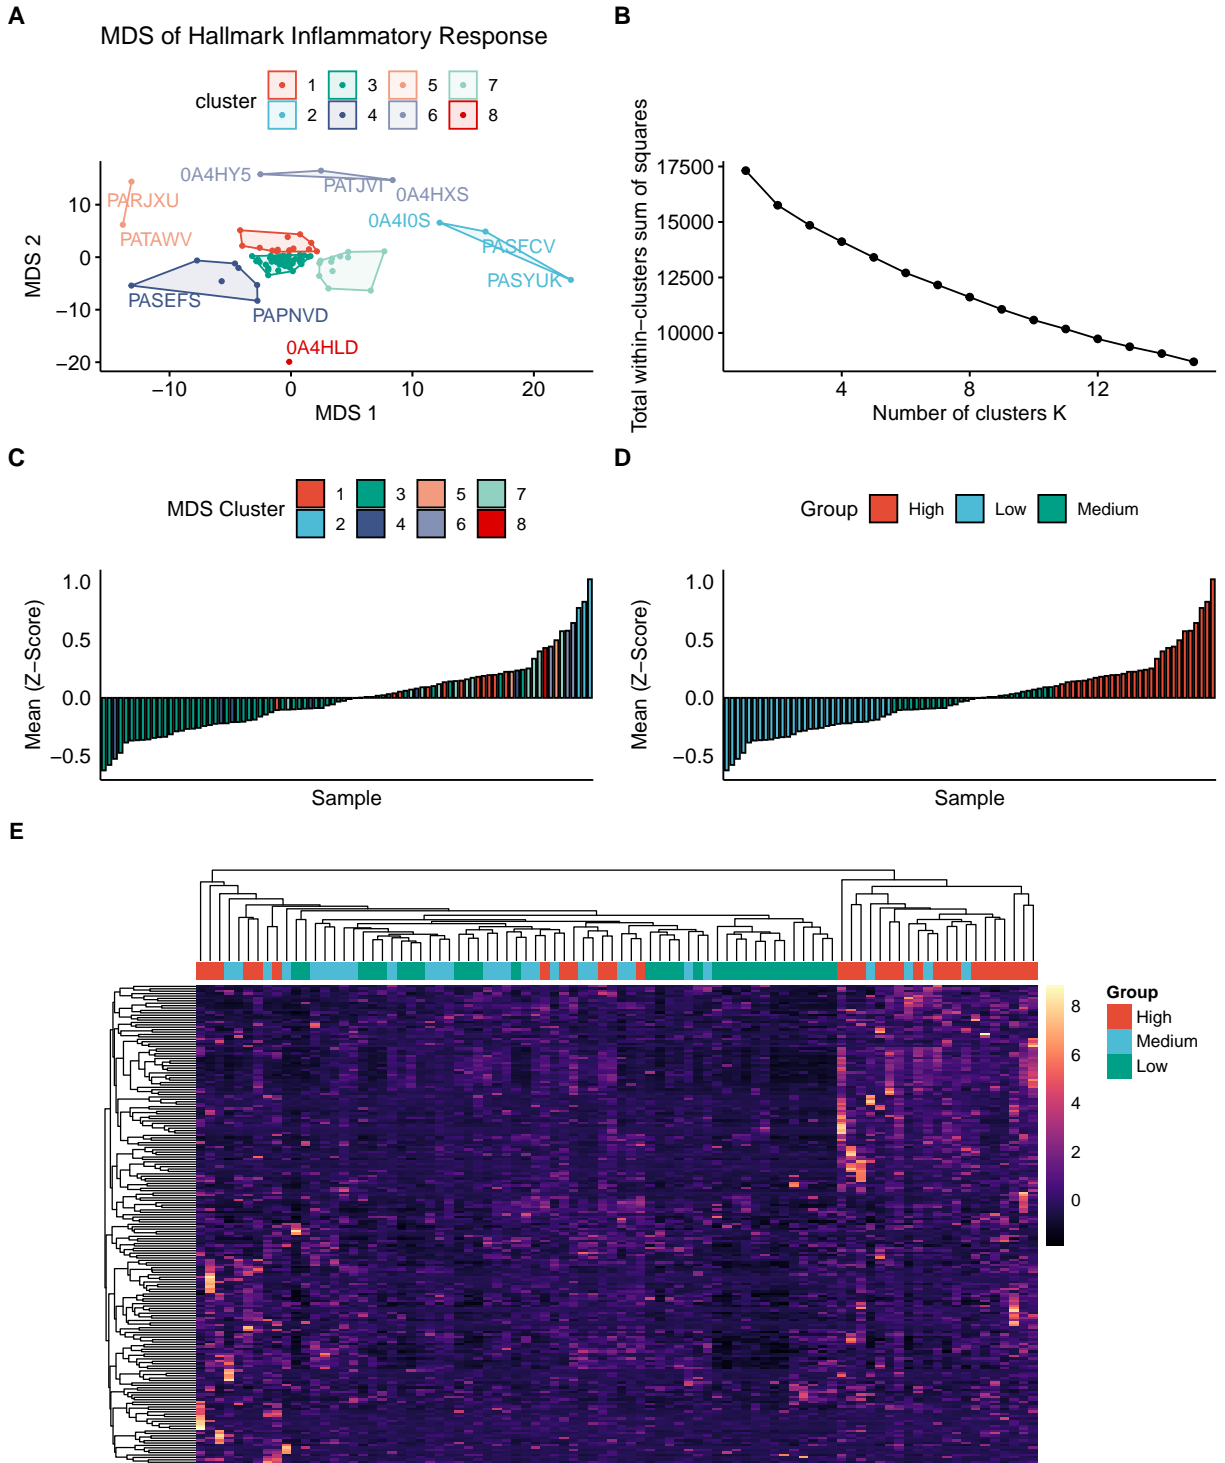 A
MDS of Hallmark Inflammatory Response
cluster
1 3 5 7
2 4 6 8
MDS 2
10
0
−10
−20
0A4HY5
PATJVI
0A4HXS
PARJXU
PATAWV
0A4I0S
PASFCV
PASYUK
PASEFS
PAPNVD
0A4HLD
−10 0 10 20
MDS 1
B
Total within−clusters sum of squares
17500
15000
12500
10000
4 8 12
Number of clusters K
C
MDS Cluster
1 3 5 7
2 4 6 8
Mean (Z−Score)
1.0
0.5
0.0
−0.5
Sample
D
Group High Low Medium
Mean (Z−Score)
1.0
0.5
0.0
−0.5
Sample
E
8
6
4
2
0
Group
High
Medium
Low